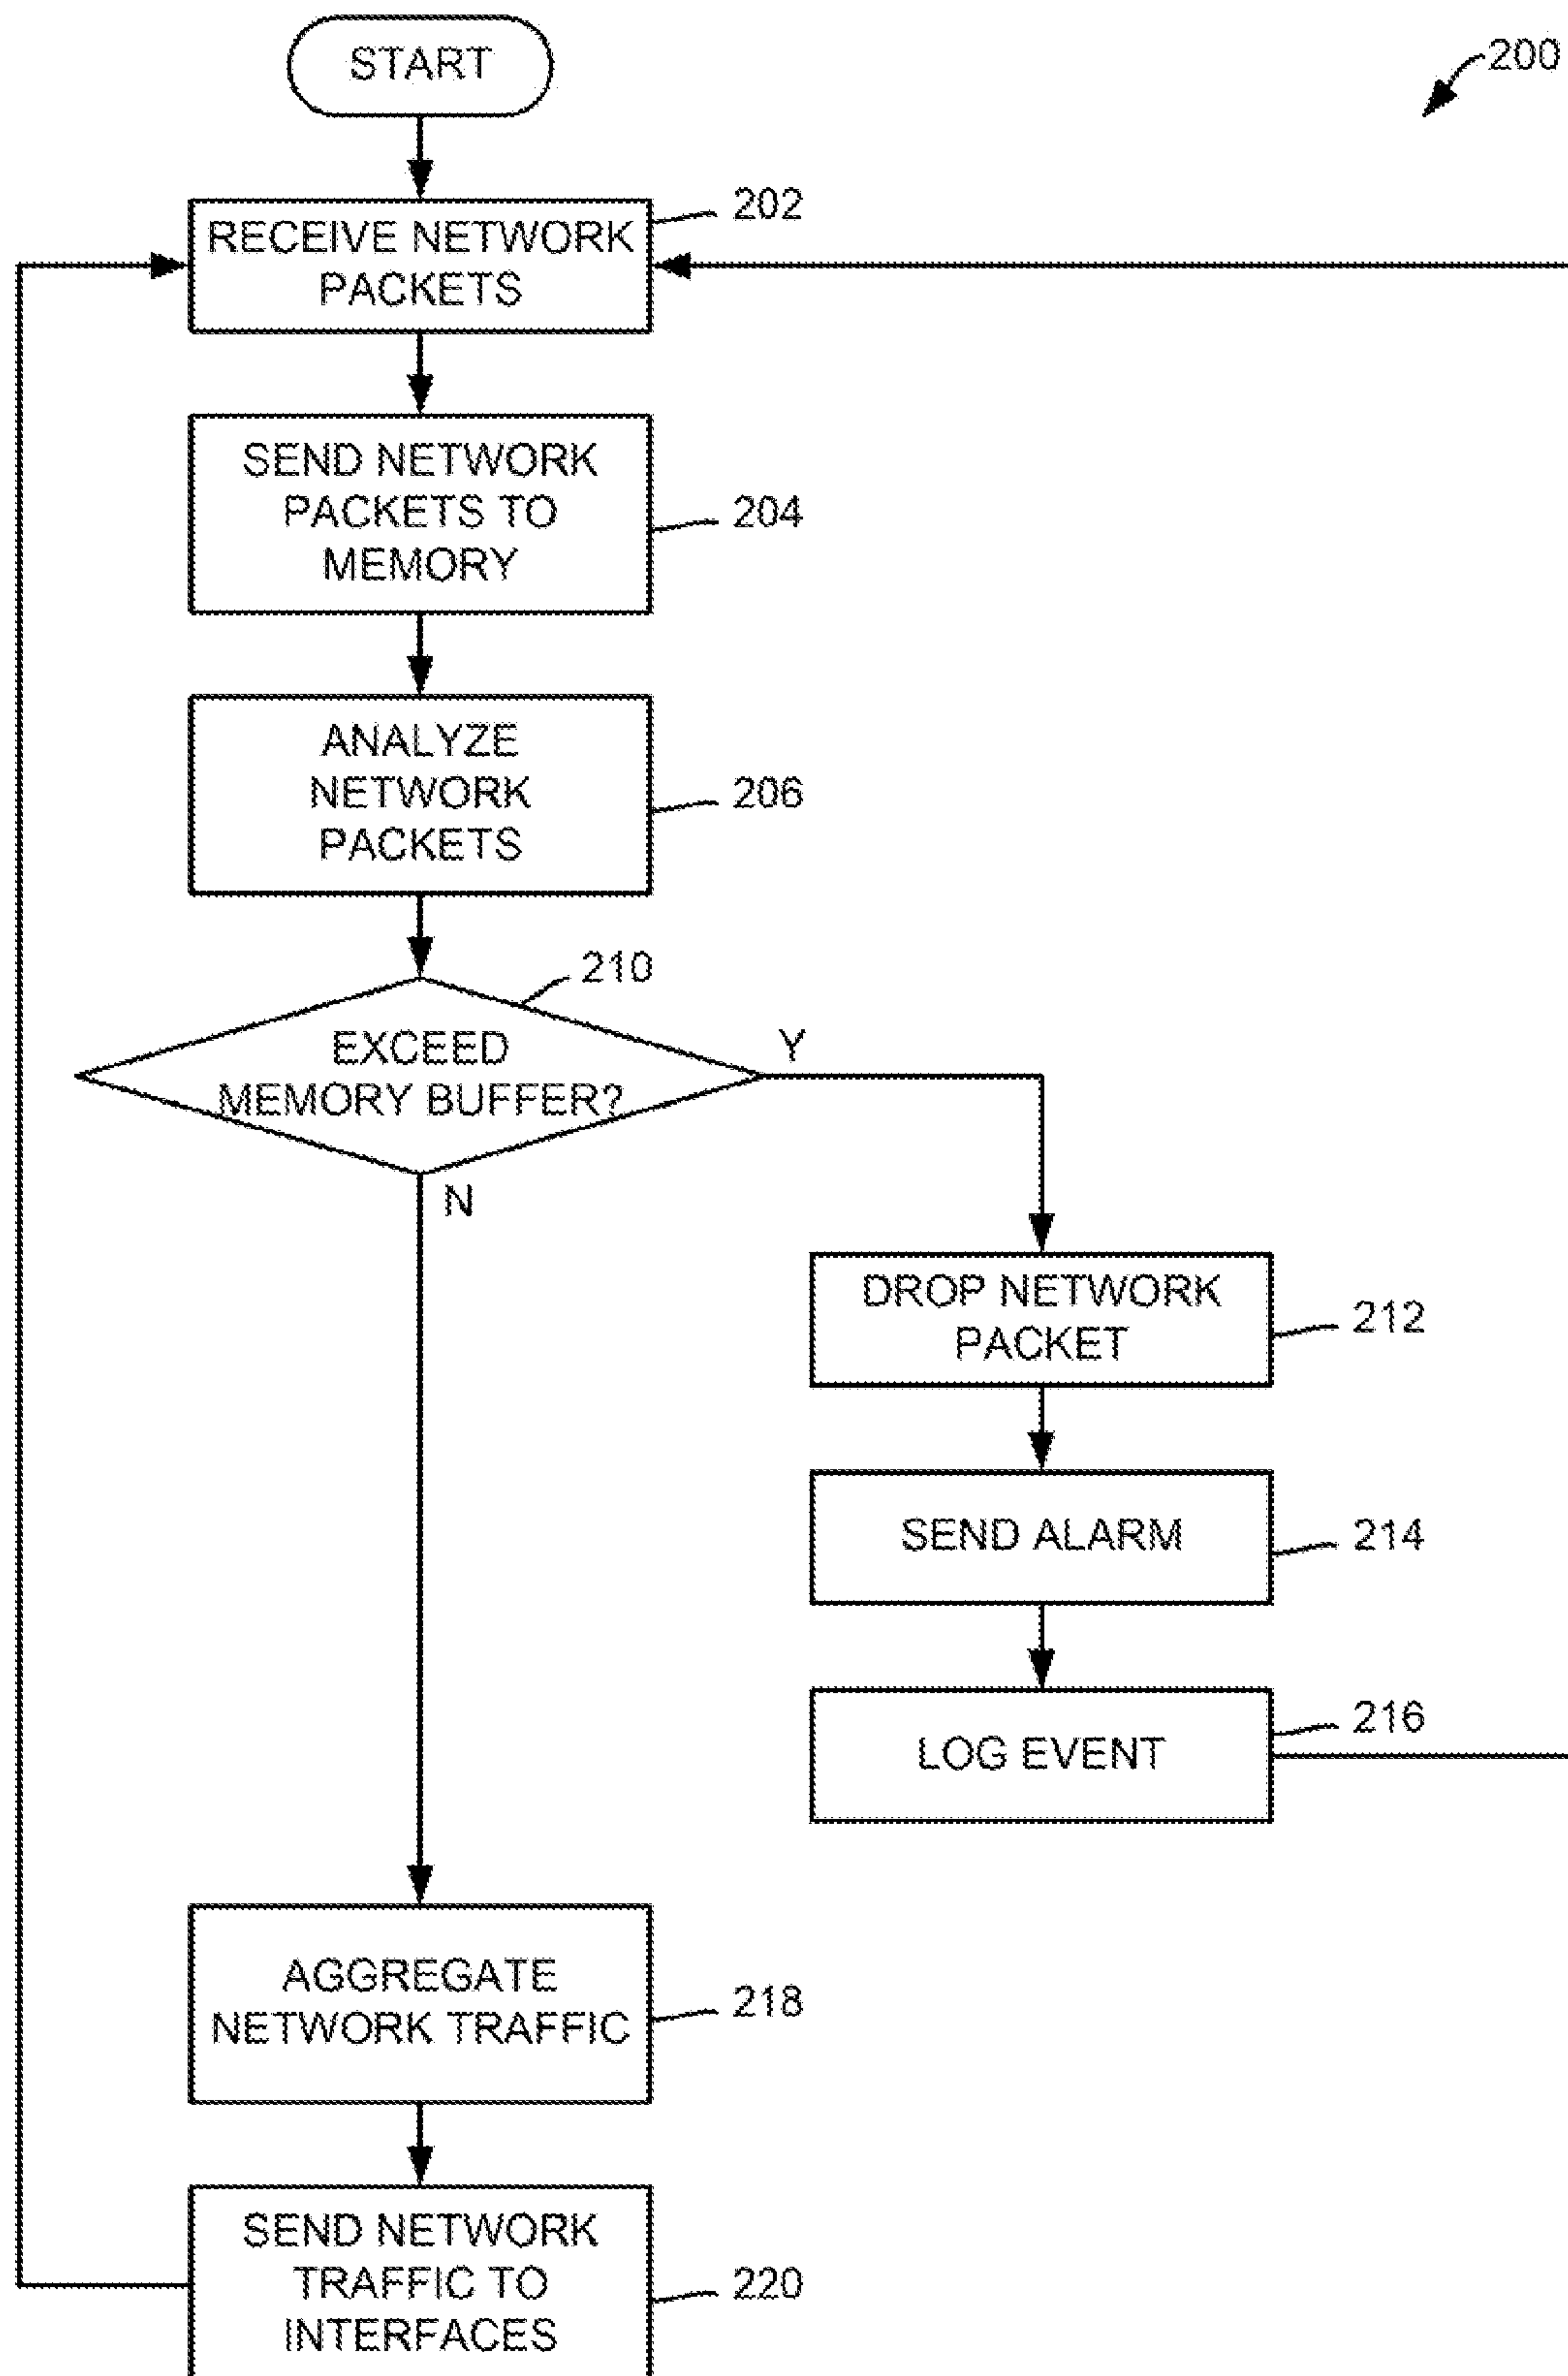 START
200
RECEIVE NETWORK
PACKETS
202
SEND NETWORK
PACKETS TO
MEMORY
204
ANALYZE
NETWORK
PACKETS
206
210
EXCEED
MEMORY BUFFER?
Y
N
DROP NETWORK
PACKET
212
SEND ALARM
214
LOG EVENT
216
AGGREGATE
NETWORK TRAFFIC
218
SEND NETWORK
TRAFFIC TO
INTERFACES
220